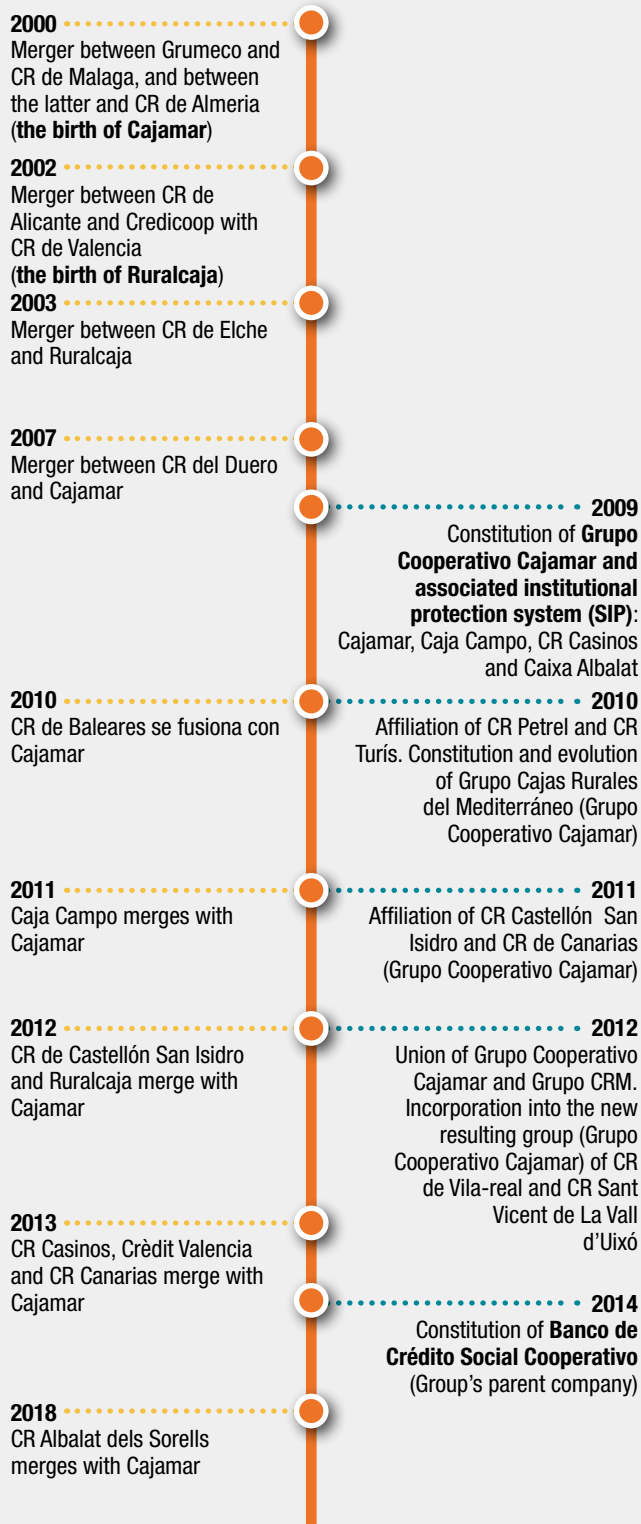 2000
Merger between Grumeco and
CR de Malaga, and between
the latter and CR de Almeria
(the birth of Cajamar)
2002
Merger between CR de
Alicante and Credicoop with
CR de Valencia
(the birth of Ruralcaja)
2003
Merger between CR de Elche
and Ruralcaja
2007
Merger between CR del Duero
and Cajamar
2009
Constitution of Grupo
Cooperativo Cajamar and
associated institutional
protection system (SIP):
Cajamar, Caja Campo, CR Casinos
and Caixa Albalat
2010
CR de Baleares se fusiona con
Cajamar
2010
Affiliation of CR Petrel and CR
Turís. Constitution and evolution
of Grupo Cajas Rurales
del Mediterráneo (Grupo
Cooperativo Cajamar)
2011
Caja Campo merges with
Cajamar
2011
Affiliation of CR Castellón San
Isidro and CR de Canarias
(Grupo Cooperativo Cajamar)
2012
CR de Castellón San Isidro
and Ruralcaja merge with
Cajamar
2012
Union of Grupo Cooperativo
Cajamar and Grupo CRM.
Incorporation into the new
resulting group (Grupo
Cooperativo Cajamar) of CR
de Vila-real and CR Sant
Vicent de La Vall
d'Uixó
2013
CR Casinos, Crèdit Valencia
and CR Canarias merge with
Cajamar
2014
Constitution of Banco de
Crédito Social Cooperativo
(Group's parent company)
2018
CR Albalat dels Sorells
merges with Cajamar